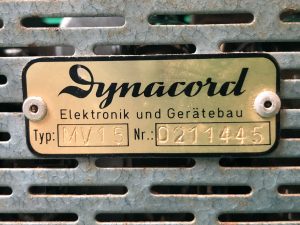 Dynacord
Elektronik und Gerätebau
Typ: MV15 Nr.: 0211445